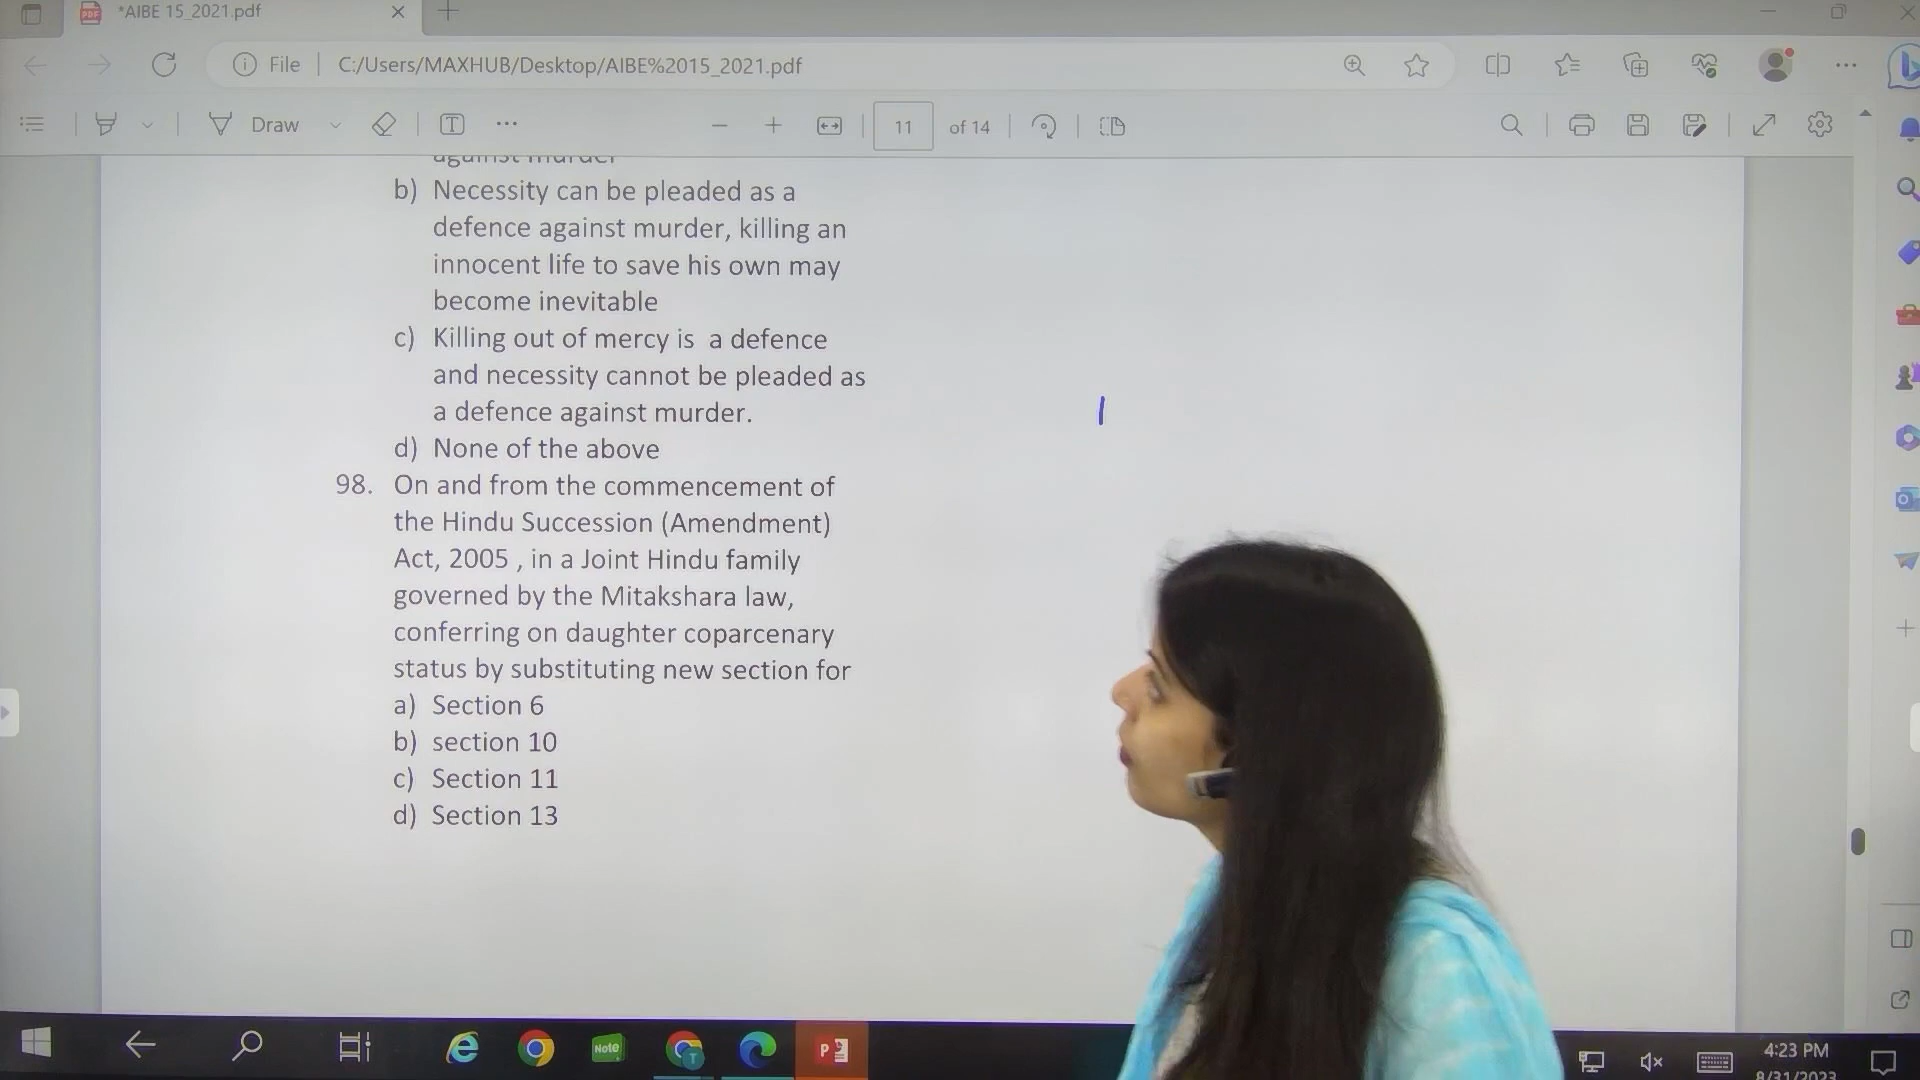 *AIBE 15_2021.pdf
File
C:/Users/MAXHUB/Desktop/AIBE%2015_2021.pdf
Draw
11
of 14
against murder
b) Necessity can be pleaded as a
defence against murder, killing an
innocent life to save his own may
become inevitable
c) Killing out of mercy is a defence
and necessity cannot be pleaded as
a defence against murder.
d) None of the above
98. On and from the commencement of
the Hindu Succession (Amendment)
Act, 2005 , in a Joint Hindu family
governed by the Mitakshara law,
conferring on daughter coparcenary
status by substituting new section for
a) Section 6
b) section 10
c) Section 11
d) Section 13
Note
4:23 PM
8/31/2023